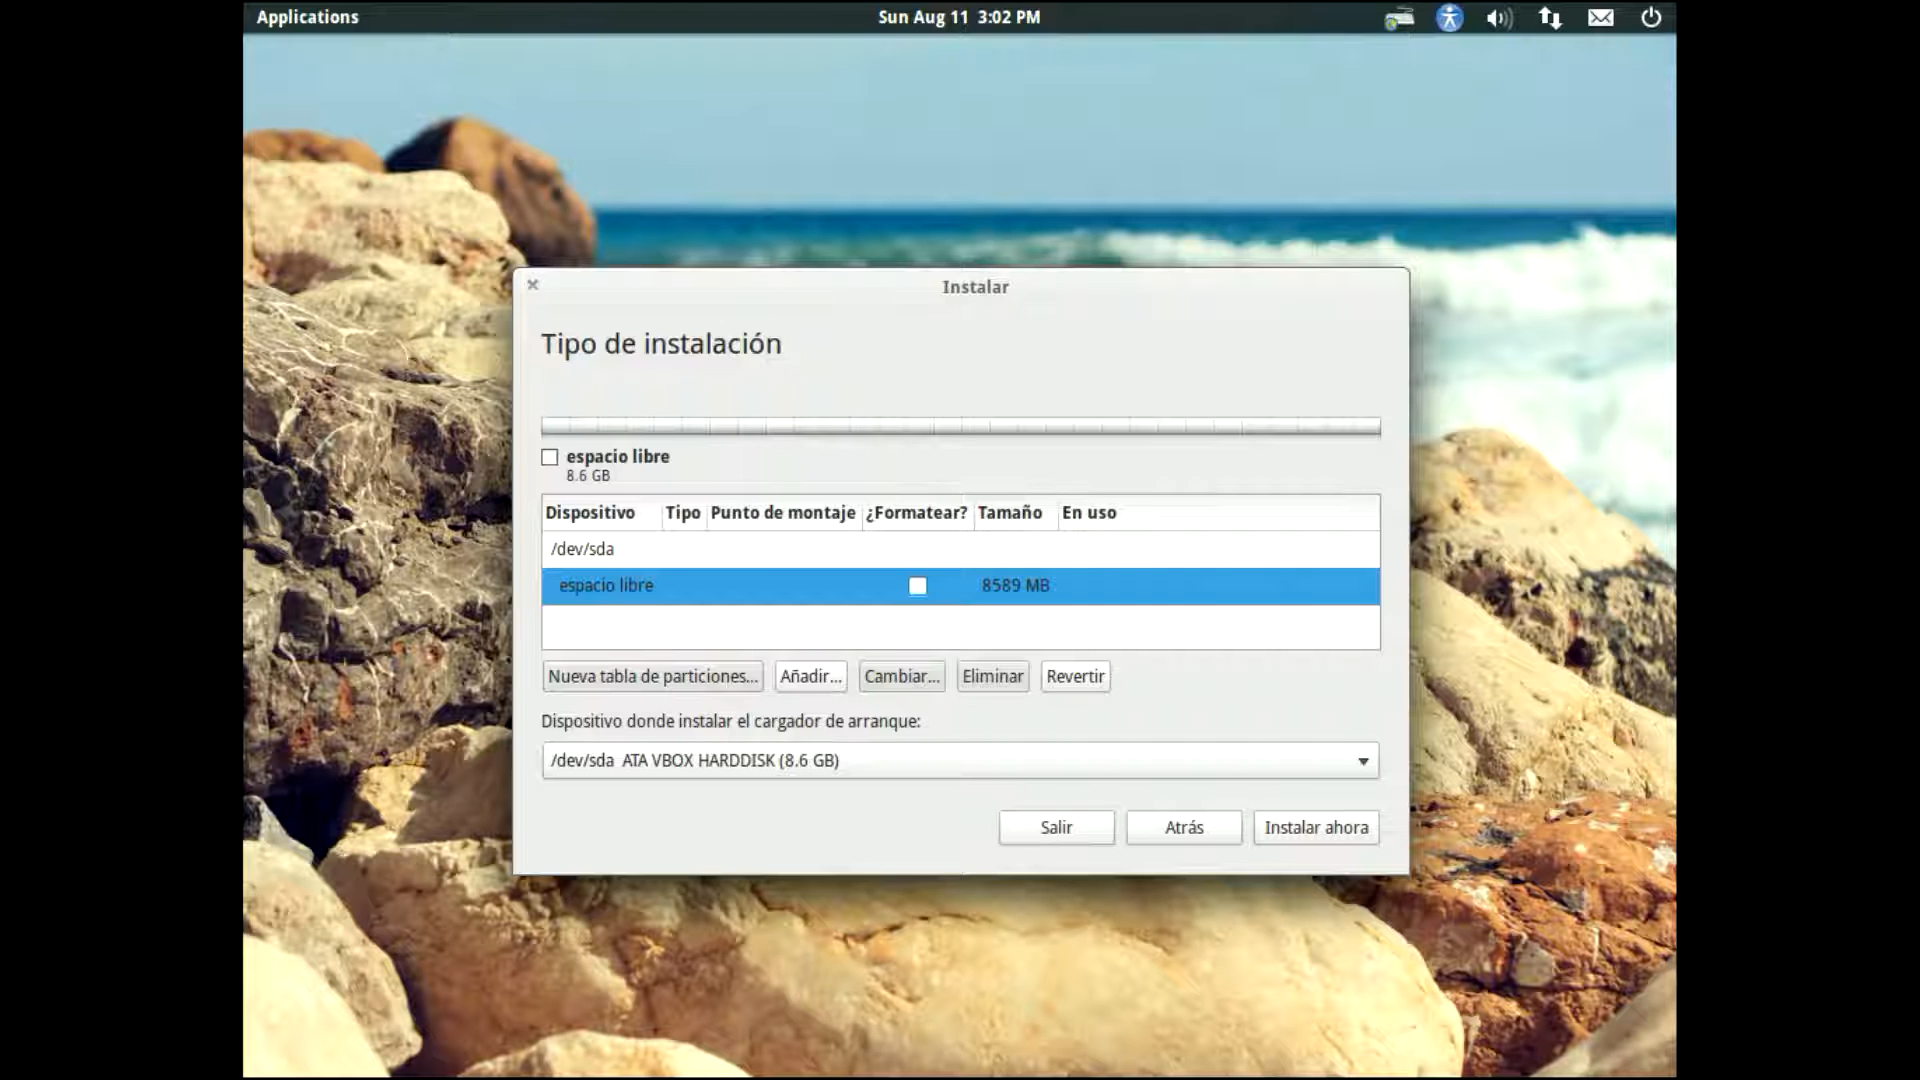 Applications
Sun Aug 11 3:02 PM
Instalar
Tipo de instalación
espacio libre
8.6 GB
Dispositivo Tipo Punto de montaje ¿Formatear? Tamaño En uso
/dev/sda
espacio libre 8589 MB
Nueva tabla de particiones... Añadir... Cambiar... Eliminar Revertir
Dispositivo donde instalar el cargador de arranque:
/dev/sda ATA VBOX HARDDISK (8.6 GB)
Salir Atrás Instalar ahora